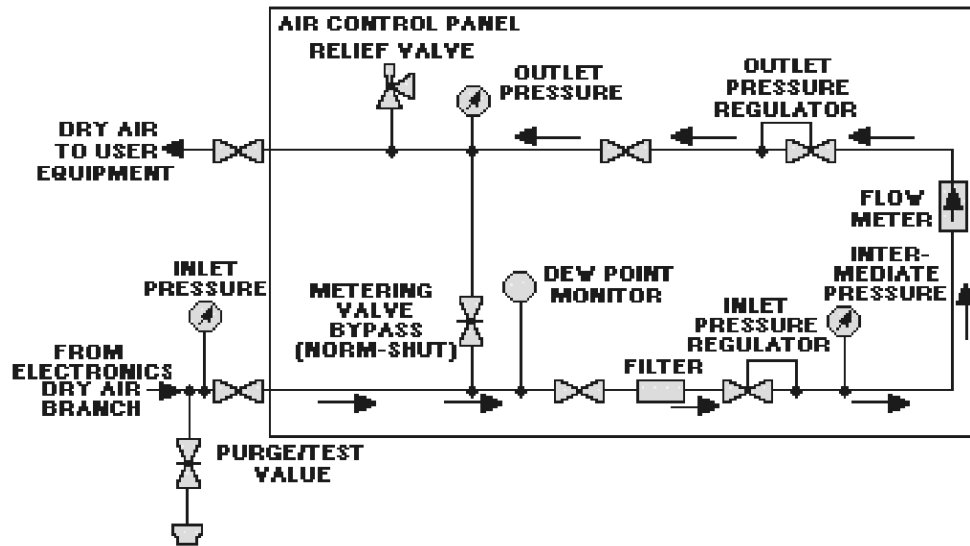 AIR CONTROL PANEL
RELIEF VALVE
OUTLET
PRESSURE
OUTLET
PRESSURE
REGULATOR
DRY AIR
TO USER
EQUIPMENT
FLOW
METER
INLET
PRESSURE
METERING
VALVE
BYPASS
(NORM-SHUT)
DEW POINT
MONITOR
INLET
PRESSURE
REGULATOR
INTER-
MEDIATE
PRESSURE
FROM
ELECTRONICS
DRY AIR
BRANCH
FILTER
PURGE/TEST
VALUE